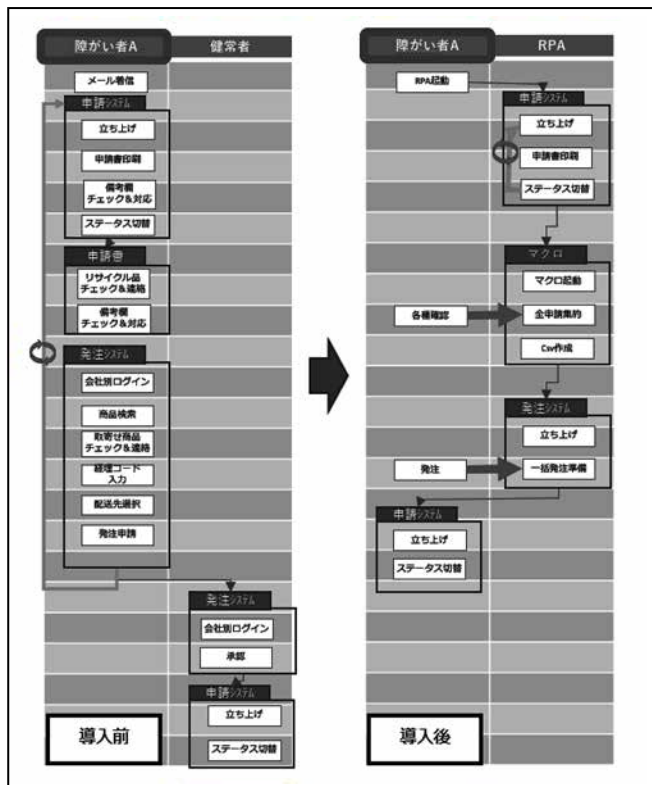 障がい者A
健常者
メール着信
申請システム
立ち上げ
申請書印刷
備考欄
チェック&対応
ステータス切替
申請書
リサイクル品
チェック&連絡
備考欄
チェック&対応
発注システム
会社別ログイン
商品検索
取寄せ商品
チェック&連絡
経理コード
入力
配送先選択
発注申請
発注システム
会社別ログイン
承認
申請システム
立ち上げ
ステータス切替
導入前
障がい者A
RPA
RPA起動
申請システム
立ち上げ
申請書印刷
ステータス切替
マクロ
マクロ起動
各種確認
全申請集約
Csv作成
発注システム
立ち上げ
発注
一括発注準備
申請システム
立ち上げ
ステータス切替
導入後